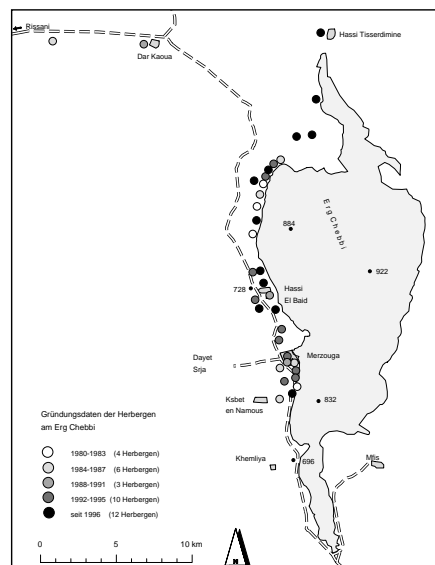 Rissani
Dar Kaoua
Hassi Tisserdimine
Erg Chebbi
884
922
728
Hassi
El Baid
Dayet
Srja
Merzouga
Ksbet
en Namous
832
Khemliya
696
Mfis
Gründungsdaten der Herbergen
am Erg Chebbi
1980-1983 (4 Herbergen)
1984-1987 (6 Herbergen)
1988-1991 (3 Herbergen)
1992-1995 (10 Herbergen)
seit 1996 (12 Herbergen)
0 5 10 km
N